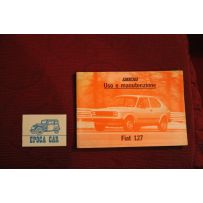 Uso e manutenzione
Fiat 127
EPOCA CAR